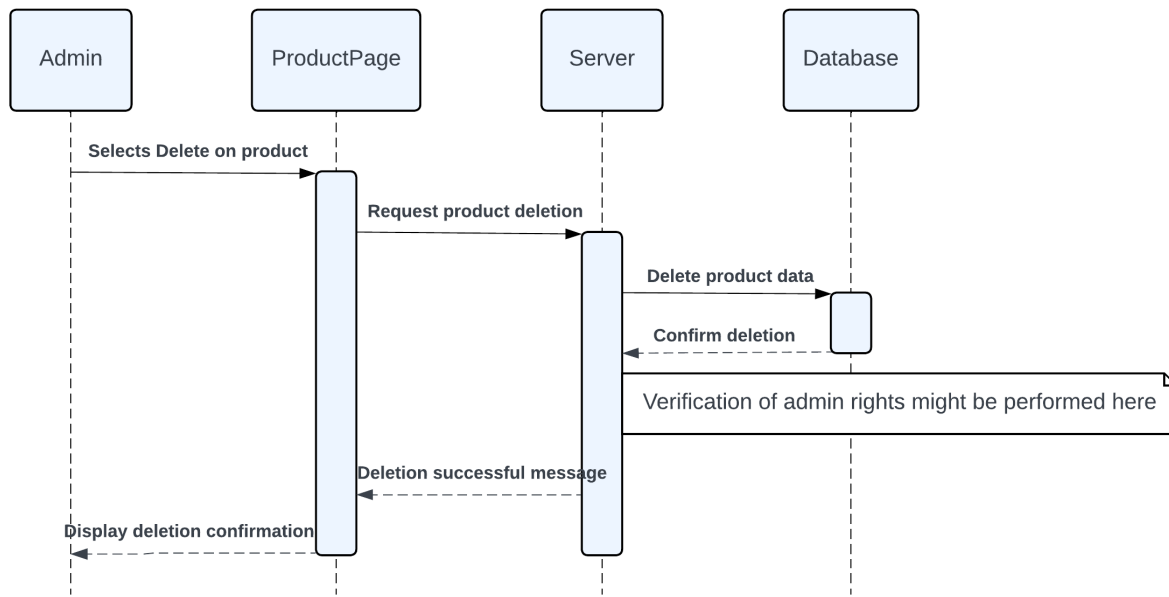 Admin
ProductPage
Server
Database
Selects Delete on product
Request product deletion
Delete product data
Confirm deletion
Verification of admin rights might be performed here
Deletion successful message
Display deletion confirmation